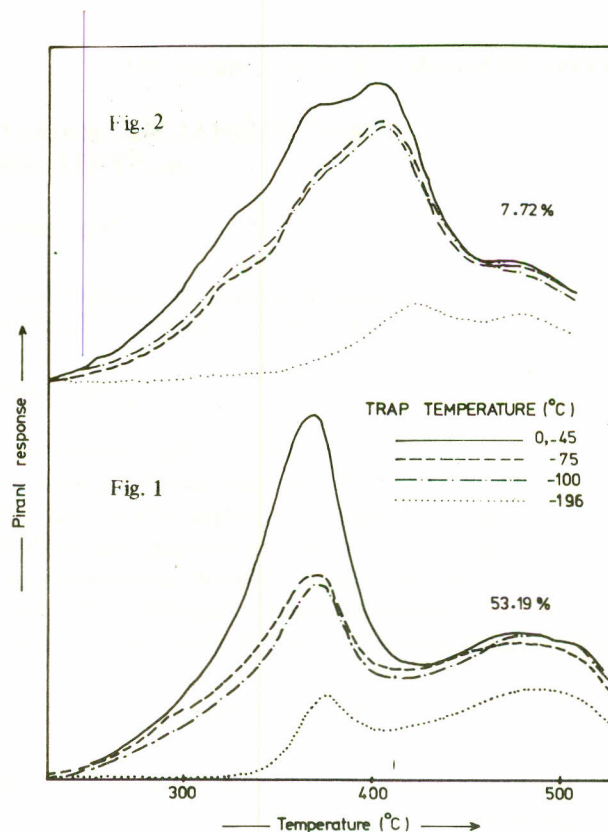 Fig. 2
7.72%
TRAP TEMPERATURE (°C)
0,-45
-75
-100
-196
Fig. 1
53.19 %
Pirani response
300
400
500
Temperature (°C)